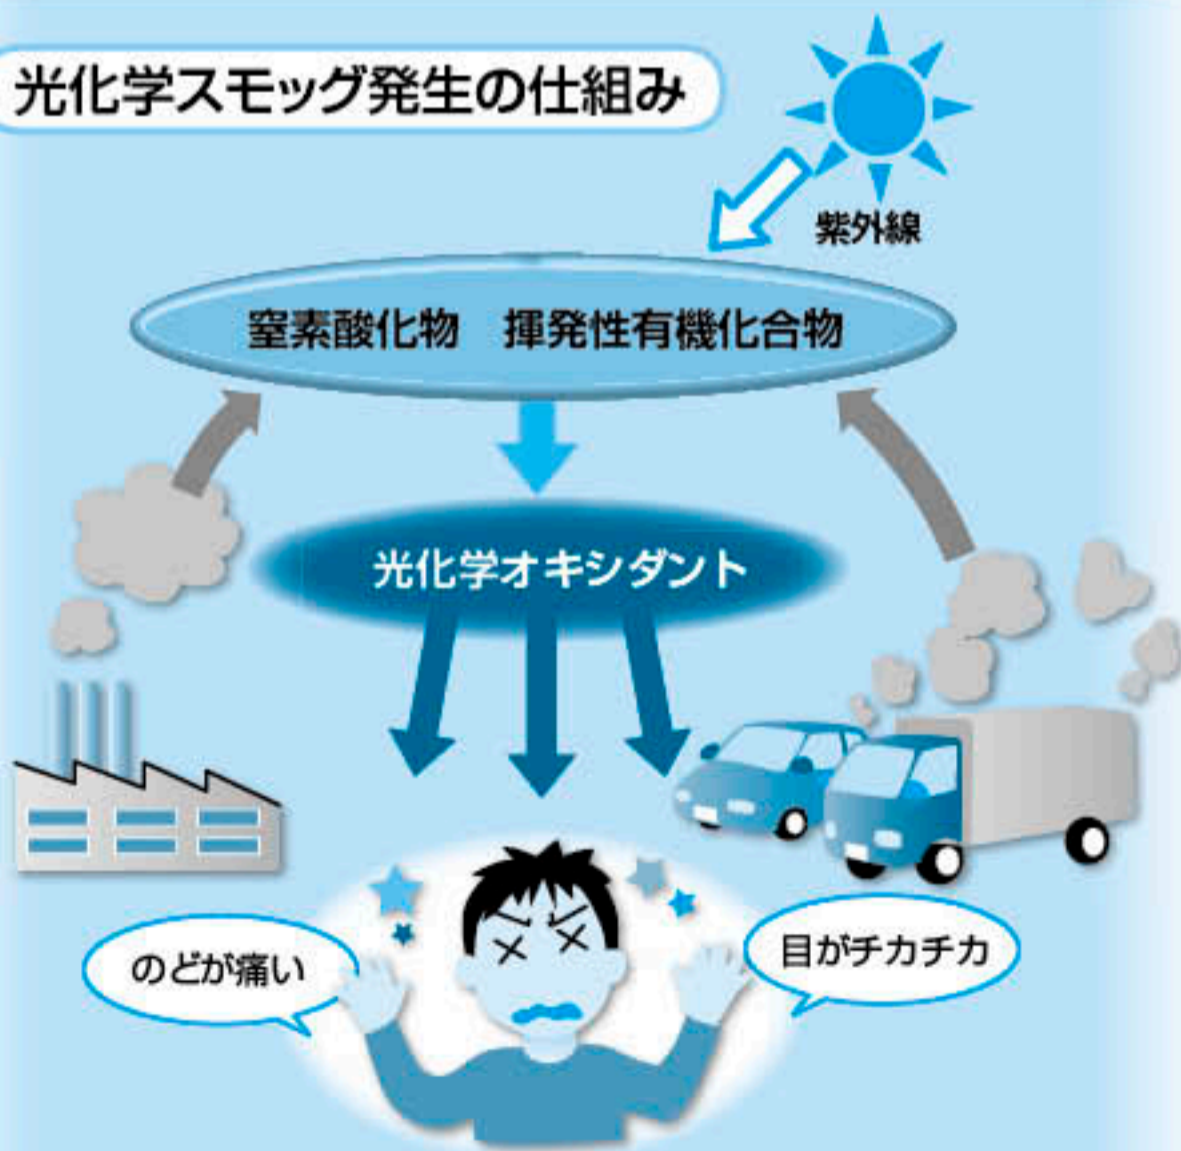 光化学スモッグ発生の仕組み
紫外線
窒素酸化物　揮発性有機化合物
光化学オキシダント
のどが痛い
目がチカチカ